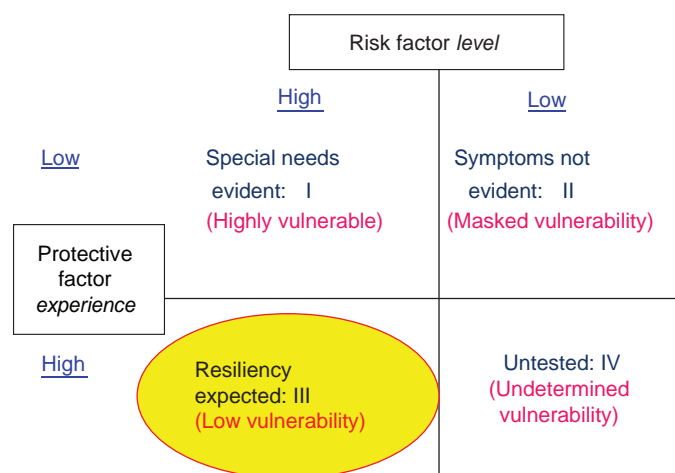 Risk factor level
High
Low
Low
Special needs
evident: I
(Highly vulnerable)
Symptoms not
evident: II
(Masked vulnerability)
Protective
factor
experience
High
Resiliency
expected: III
(Low vulnerability)
Untested: IV
(Undetermined
vulnerability)